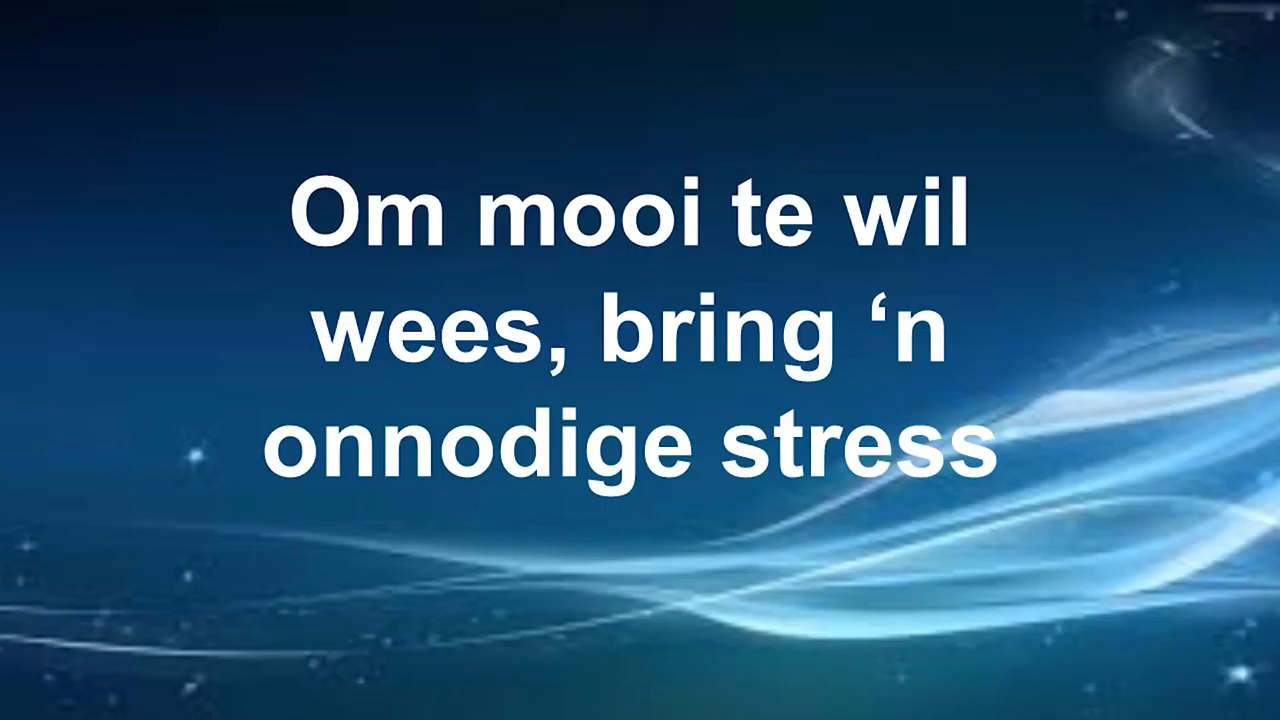 Om mooi te wil
wees, bring ‘n
onnodige stress